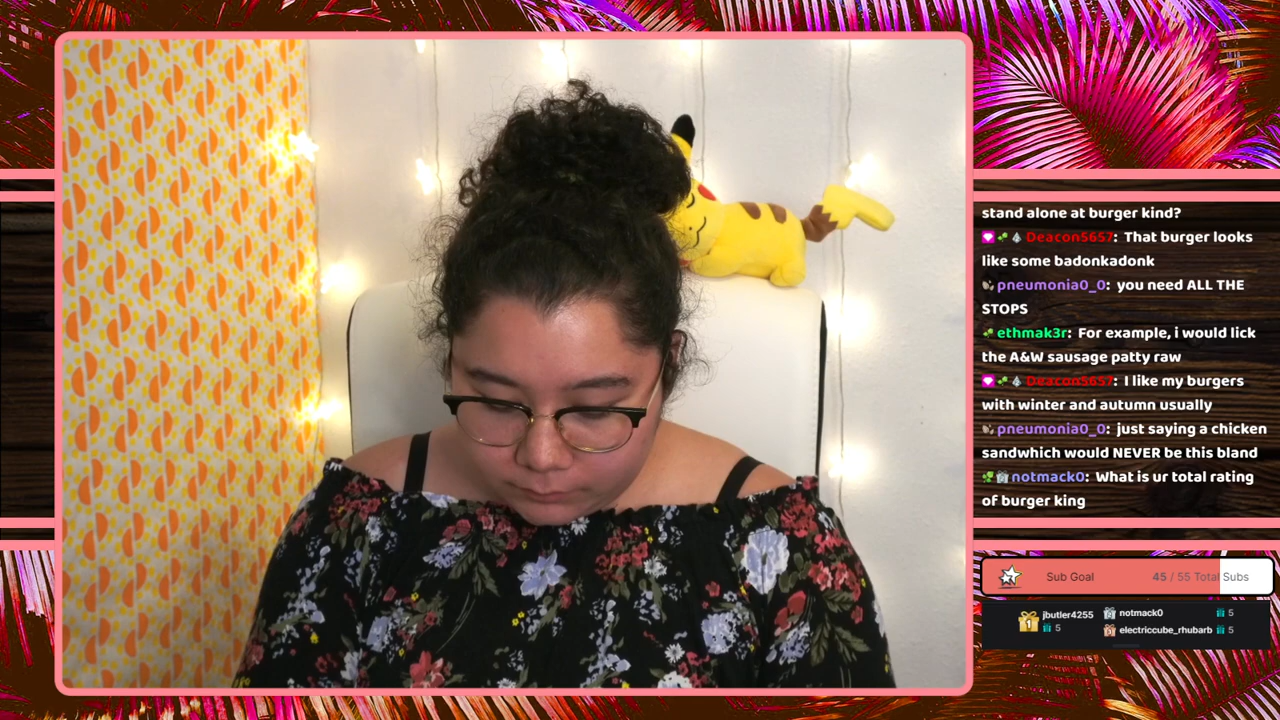 stand alone at burger kind?
Deacon5657: That burger looks
like some badonkadonk
pneumonia0_0: you need ALL THE
STOPS
ethmak3r: For example, i would lick
the A&W sausage patty raw
Deacon5657: I like my burgers
with winter and autumn usually
pneumonia0_0: just saying a chicken
sandwhich would NEVER be this bland
notmack0: What is ur total rating
of burger king
Sub Goal 45 / 55 Total Subs
jbutler4255
5
notmack0 5
electriccube_rhubarb 5